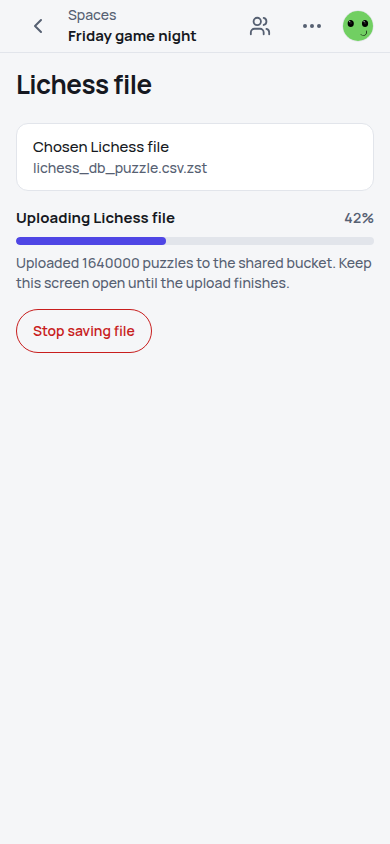 Spaces
Friday game night
Lichess file
Chosen Lichess file
lichess_db_puzzle.csv.zst
Uploading Lichess file 42%
Uploaded 1640000 puzzles to the shared bucket. Keep
this screen open until the upload finishes.
Stop saving file